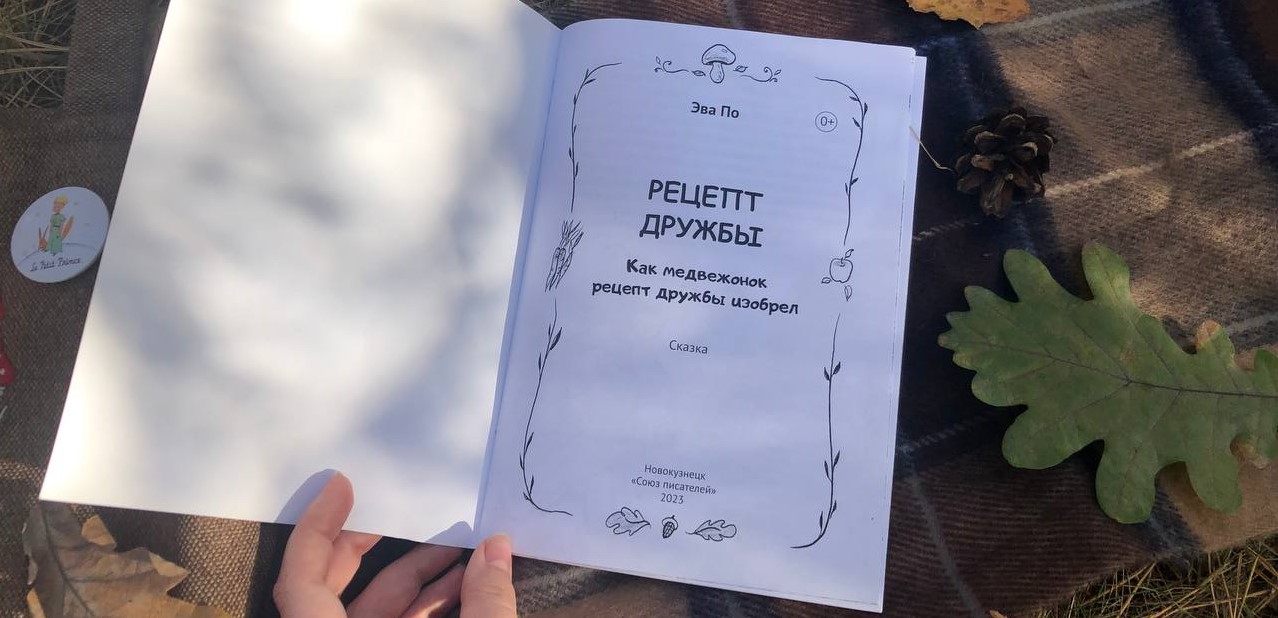 Эва По
0+
РЕЦЕПТ
ДРУЖБЫ
Как медвежонок
рецепт дружбы изобрел
Сказка
Новокузнецк
«Союз писателей»
2023
Le Petit Prince